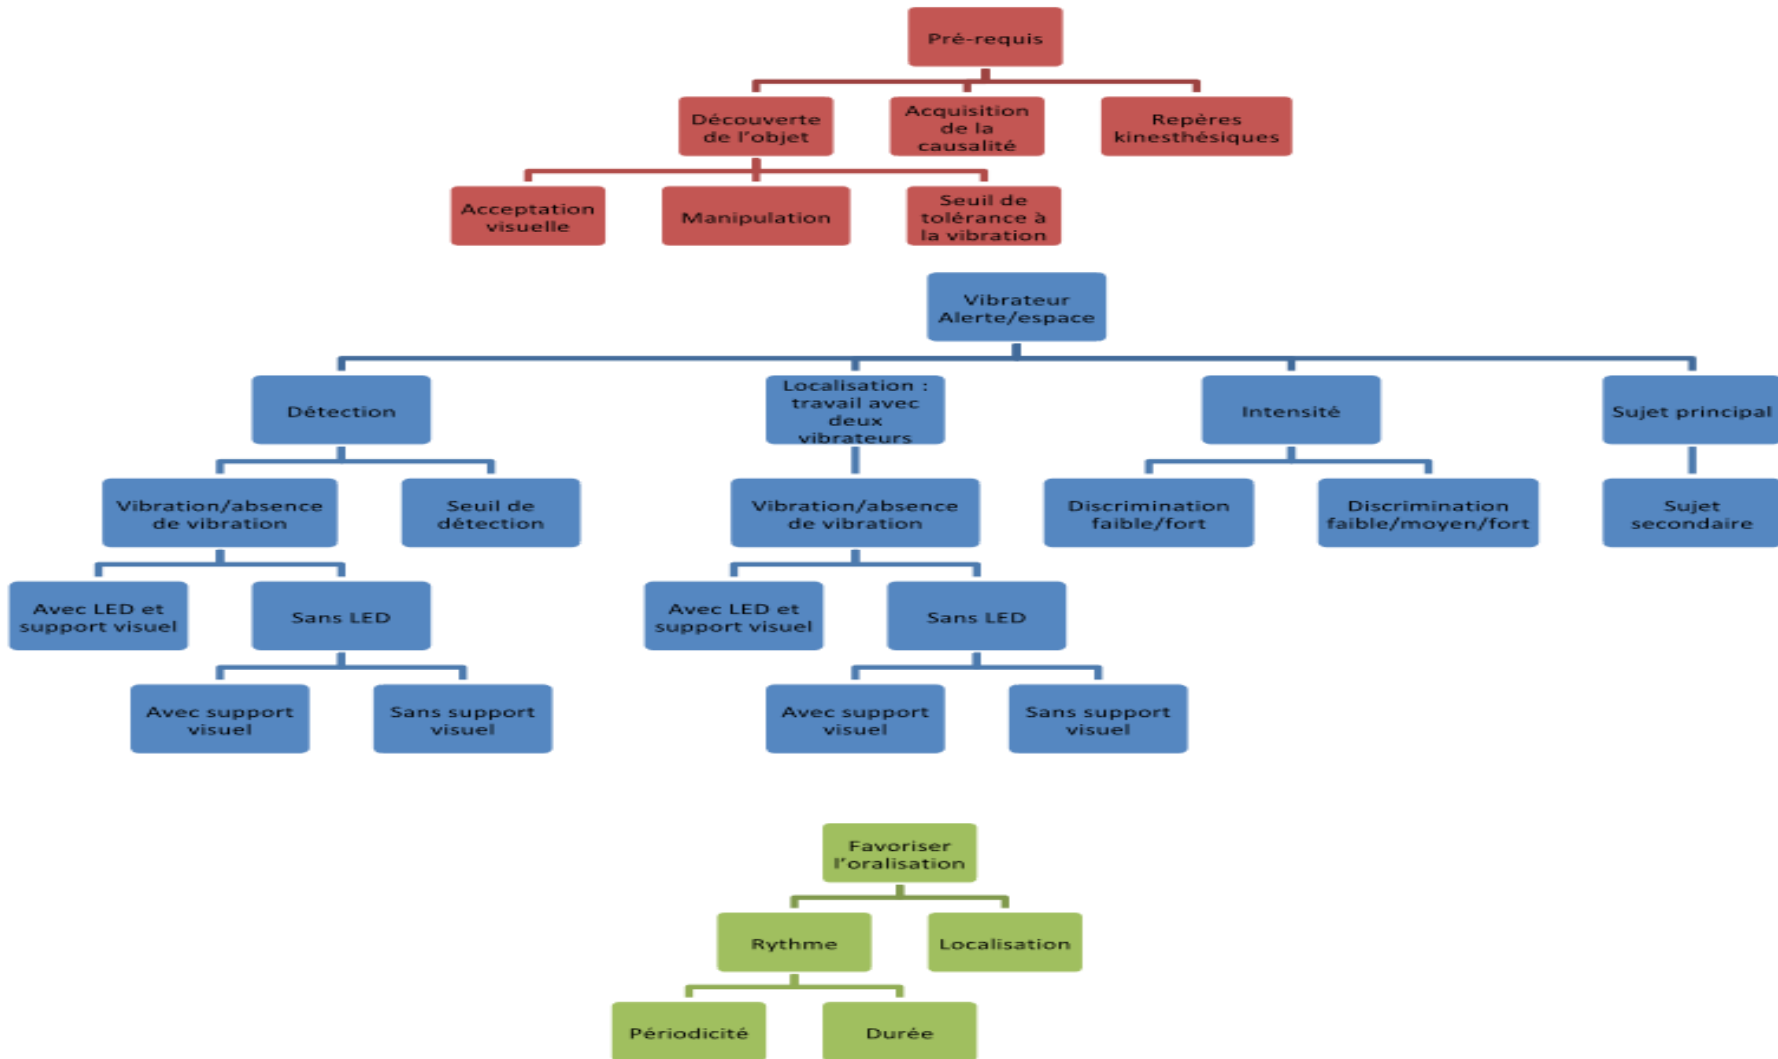 Pré-requis
Découverte
de l'objet
Acquisition
de la
causalité
Repères
kinesthésiques
Acceptation
visuelle
Manipulation
Seuil de
tolérance à
la vibration
Vibrateur
Alerte/espace
Détection
Localisation :
travail avec
deux
vibrateurs
Intensité
Sujet principal
Vibration/absence
de vibration
Seuil de
détection
Vibration/absence
de vibration
Discrimination
faible/fort
Discrimination
faible/moyen/fort
Sujet
secondaire
Avec LED et
support visuel
Sans LED
Avec LED et
support visuel
Sans LED
Avec support
visuel
Sans support
visuel
Avec support
visuel
Sans support
visuel
Favoriser
l'oralisation
Rythme
Localisation
Périodicité
Durée